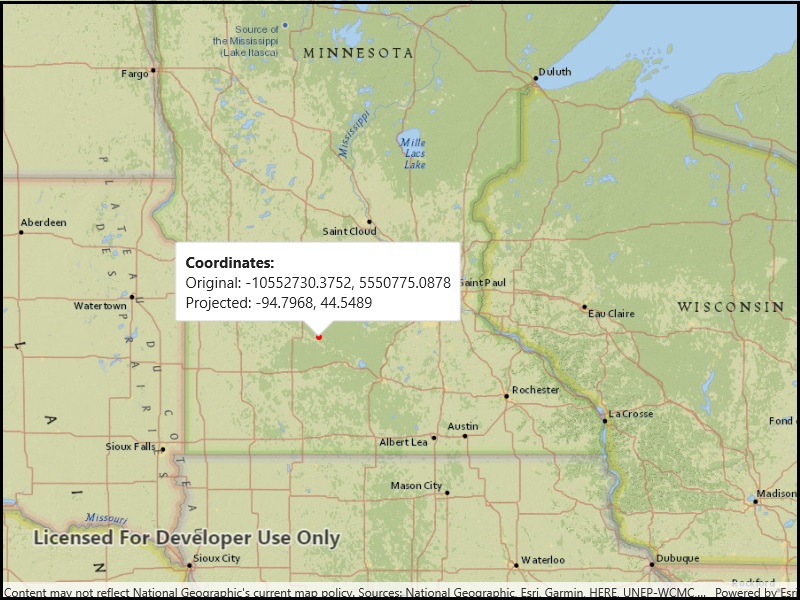 Source of
the Mississippi
(Lake Itasca)
MINNESOTA
Fargo
Duluth
Mississippi
Mille
Lacs
Lake
PLATEAU
DES
PRAIRIES
DU
COTEAU
Aberdeen
Saint Cloud
Coordinates:
Original: -10552730.3752, 5550775.0878
Projected: -94.7968, 44.5489
Saint Paul
Watertown
Eau Claire
WISCONSIN
L
A
I
N
Rochester
La Crosse
Austin
Albert Lea
Fond
Sioux Falls
Mason City
Madison
Missouri
Licensed For Developer Use Only
Sioux City
Waterloo
Dubuque
Rockford
Content may not reflect National Geographic's current map policy. Sources: National Geographic, Esri, Garmin, HERE, UNEP-WCMC,... Powered by Esri